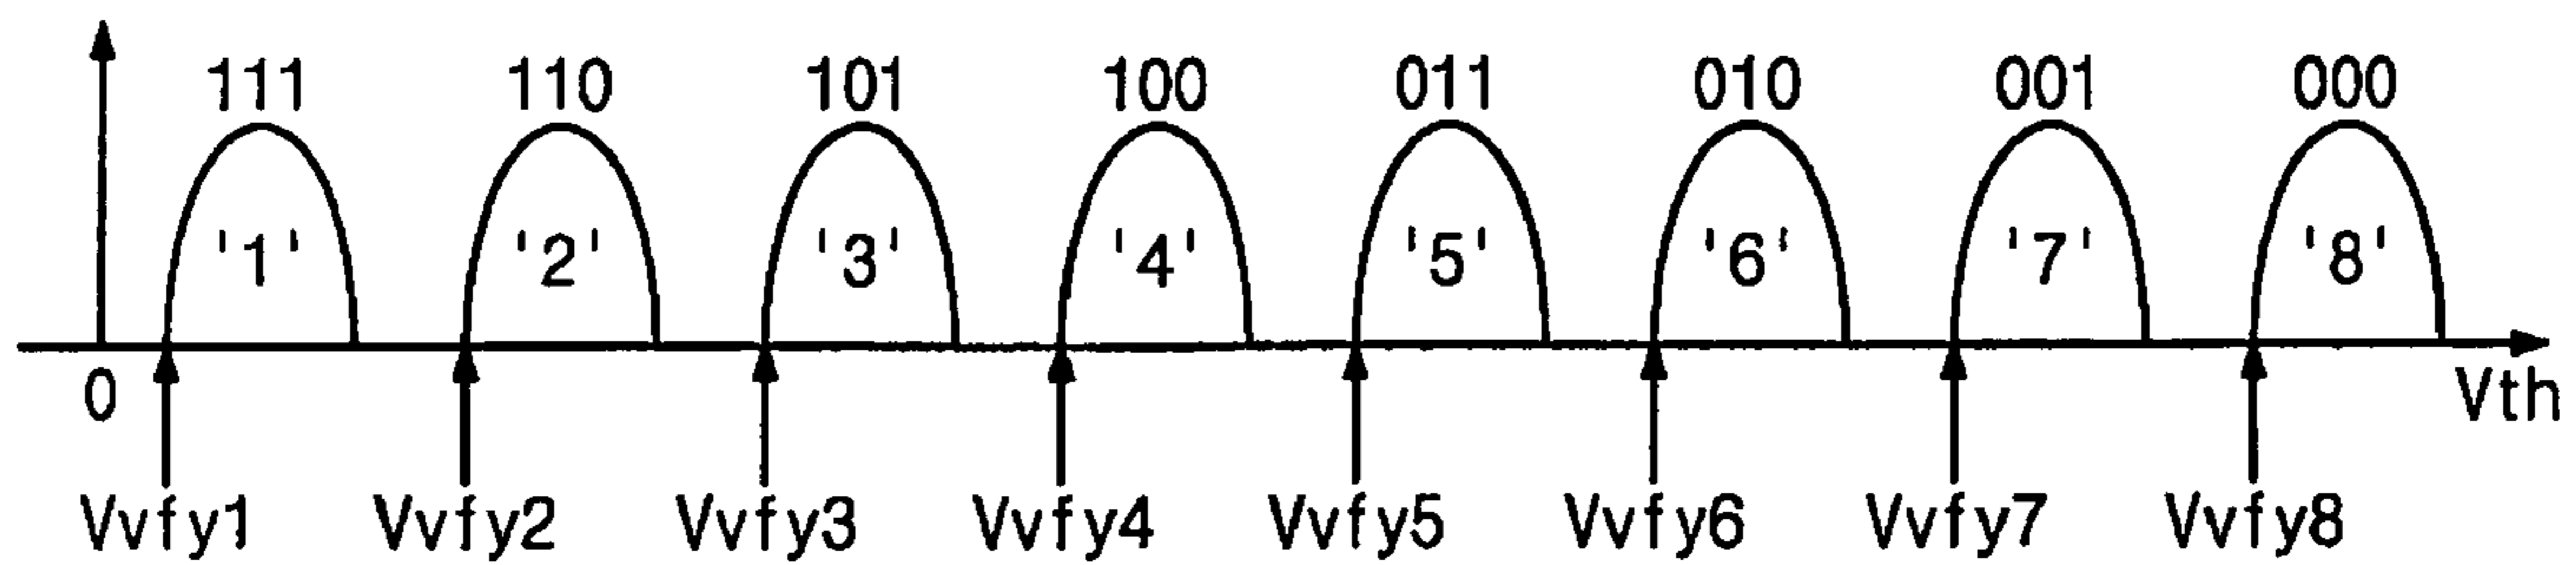 111 110 101 100 011 010 001 000
'1' '2' '3' '4' '5' '6' '7' '8'
0 Vth
Vvfy1 Vvfy2 Vvfy3 Vvfy4 Vvfy5 Vvfy6 Vvfy7 Vvfy8